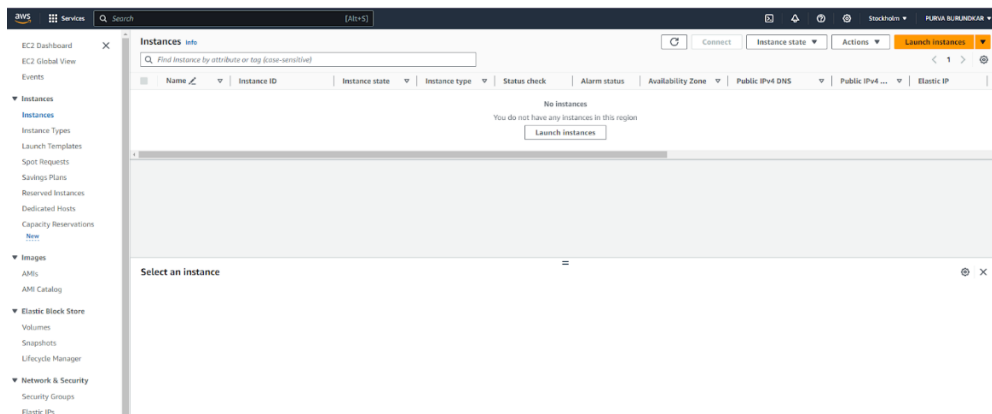 aws Services Search [Alt+S] Stockholm ▼ PURVA BURUNDKAR ▼
EC2 Dashboard
EC2 Global View
Events
Instances
Instances
Instance Types
Launch Templates
Spot Requests
Savings Plans
Reserved Instances
Dedicated Hosts
Capacity Reservations
New
Images
AMIs
AMI Catalog
Elastic Block Store
Volumes
Snapshots
Lifecycle Manager
Network & Security
Security Groups
Elastic IPs
Instances Info
Connect Instance state ▼ Actions ▼ Launch instances ▼
Find Instance by attribute or tag (case-sensitive)
1
Name Instance ID Instance state Instance type Status check Alarm status Availability Zone Public IPv4 DNS Public IPv4 ... Elastic IP
No instances
You do not have any instances in this region
Launch instances
Select an instance